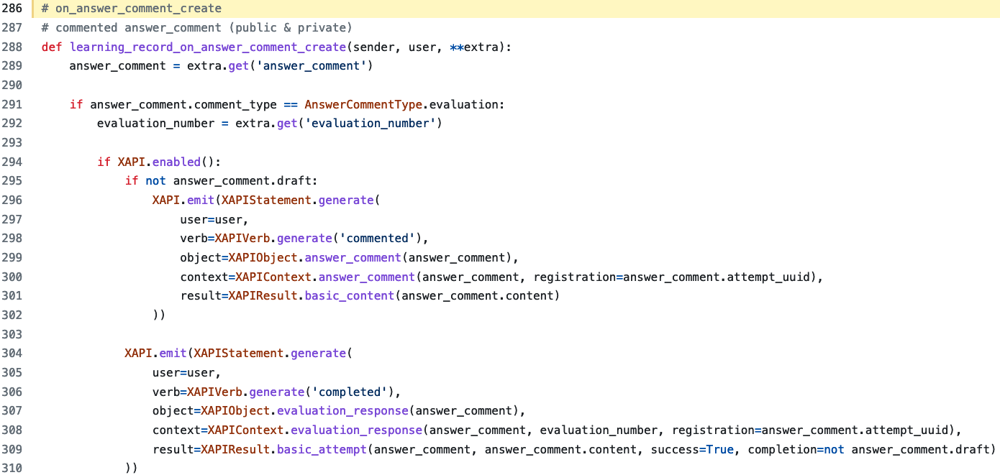 286 # on_answer_comment_create
287 # commented answer_comment (public & private)
288 def learning_record_on_answer_comment_create(sender, user, **extra):
289     answer_comment = extra.get('answer_comment')
290
291     if answer_comment.comment_type == AnswerCommentType.evaluation:
292         evaluation_number = extra.get('evaluation_number')
293
294         if XAPI.enabled():
295             if not answer_comment.draft:
296                 XAPI.emit(XAPIStatement.generate(
297                     user=user,
298                     verb=XAPIVerb.generate('commented'),
299                     object=XAPIObject.answer_comment(answer_comment),
300                     context=XAPIContext.answer_comment(answer_comment, registration=answer_comment.attempt_uuid),
301                     result=XAPIResult.basic_content(answer_comment.content)
302                 ))
303
304             XAPI.emit(XAPIStatement.generate(
305                 user=user,
306                 verb=XAPIVerb.generate('completed'),
307                 object=XAPIObject.evaluation_response(answer_comment),
308                 context=XAPIContext.evaluation_response(answer_comment, evaluation_number, registration=answer_comment.attempt_uuid),
309                 result=XAPIResult.basic_attempt(answer_comment, answer_comment.content, success=True, completion=not answer_comment.draft)
310             ))